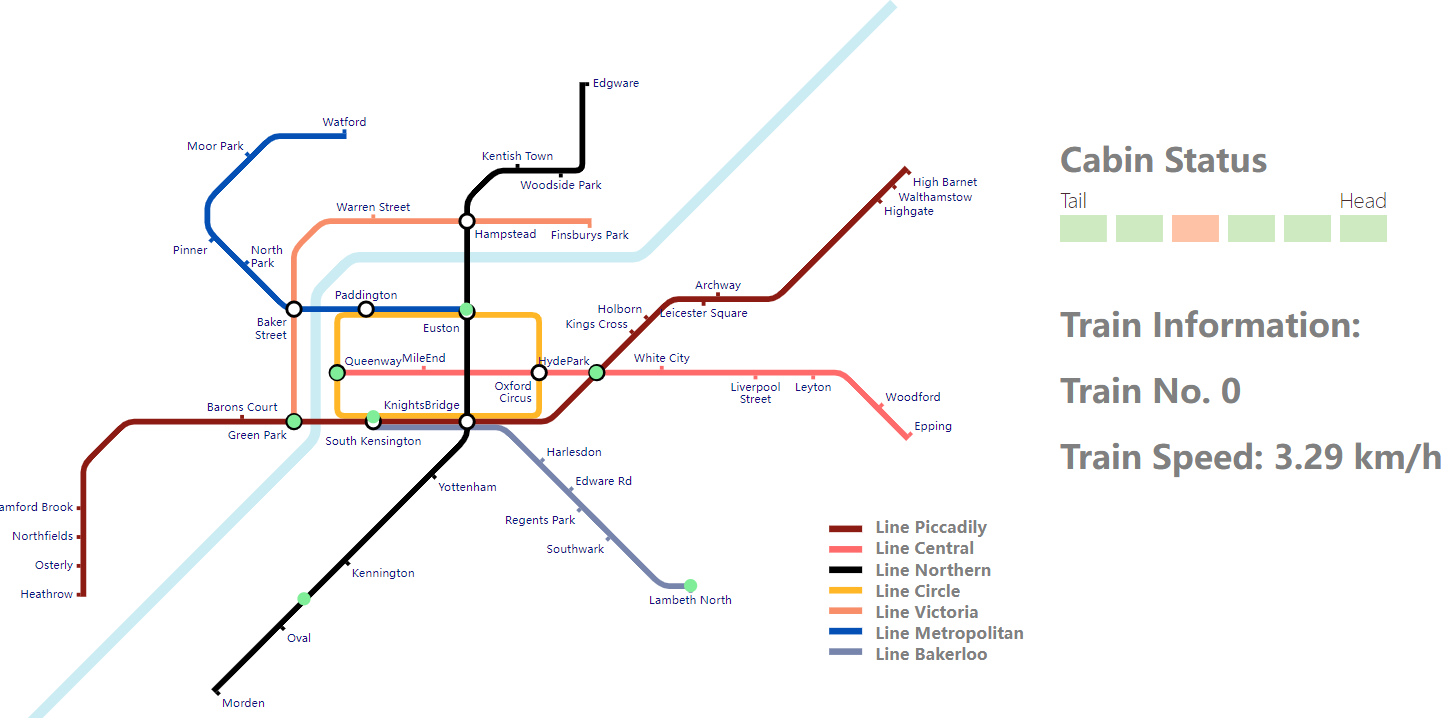 Edgware
Watford
Moor Park
Kentish Town
Woodside Park
High Barnet
Walthamstow
Highgate
Warren Street
Hampstead
Finsburys Park
Pinner
North
Park
Paddington
Baker
Street
Euston
Archway
Holborn
Kings Cross
Leicester Square
Queenway
MileEnd
HydePark
White City
Oxford
Circus
Liverpool
Street
Leyton
Woodford
Epping
Barons Court
Green Park
KnightsBridge
South Kensington
Harlesdon
Edware Rd
Regents Park
Southwark
Lambeth North
Yottenham
Kennington
Oval
Morden
amford Brook
Northfields
Osterly
Heathrow
Line Piccadily
Line Central
Line Northern
Line Circle
Line Victoria
Line Metropolitan
Line Bakerloo
Cabin Status
Tail
Head
Train Information:
Train No. 0
Train Speed: 3.29 km/h